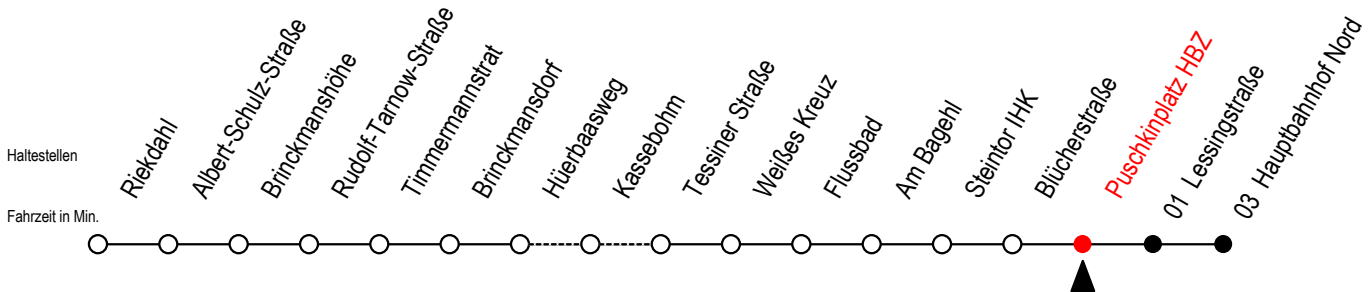 Haltestellen
Fahrzeit in Min.
Riekdahl
Albert-Schulz-Straße
Brinckmanshöhe
Rudolf-Tarnow-Straße
Timmermannstrat
Brinckmansdorf
Hüerbaasweg
Kassebohm
Tessiner Straße
Weißes Kreuz
Flussbad
Am Bagehl
Steintor IHK
Blücherstraße
Puschkinplatz HBZ
01 Lessingstraße
03 Hauptbahnhof Nord